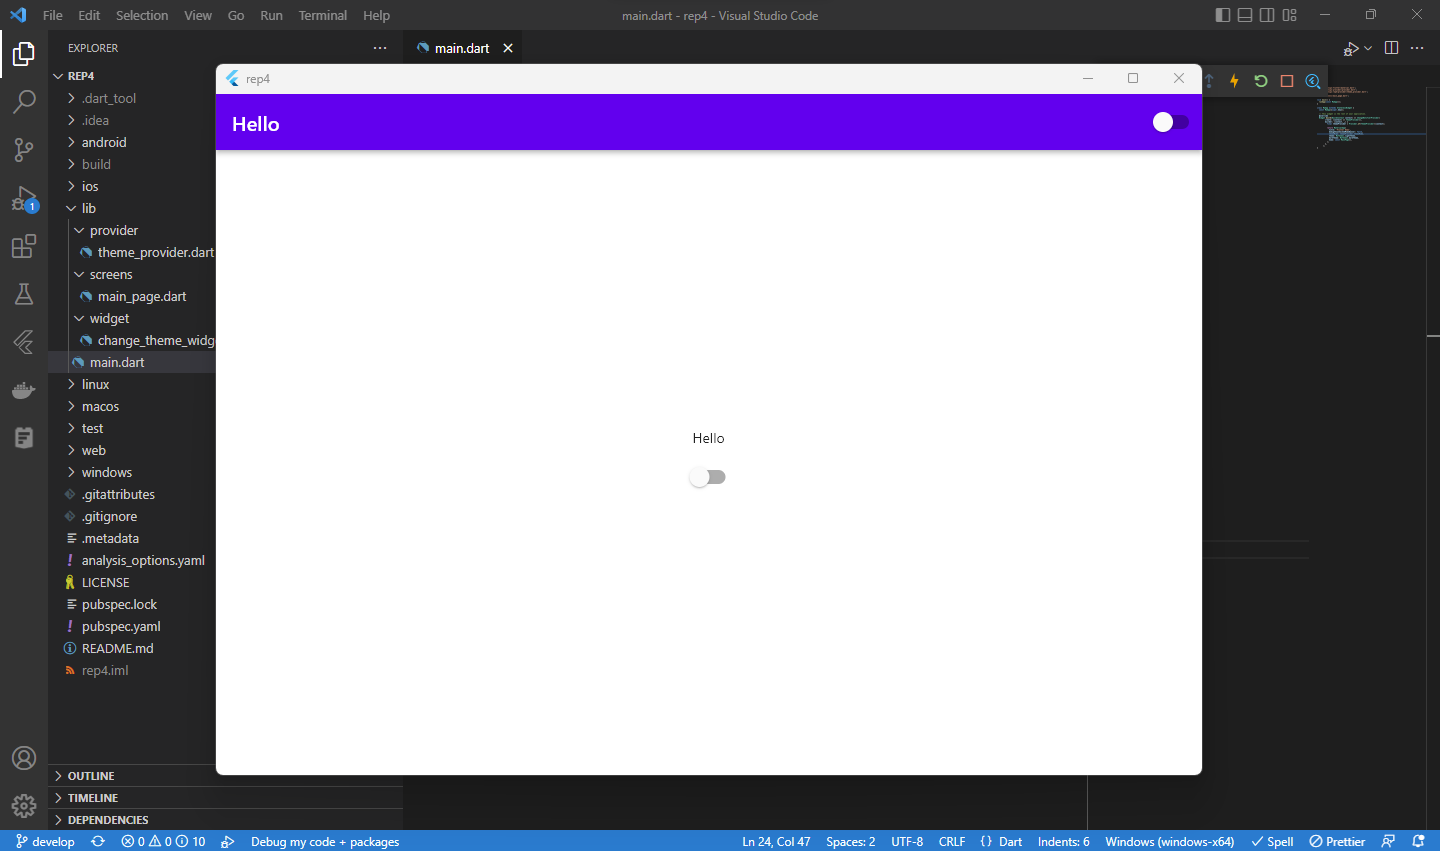 File Edit Selection View Go Run Terminal Help
main.dart - rep4 - Visual Studio Code
EXPLORER
main.dart
REP4
.dart_tool
.idea
android
build
ios
lib
provider
theme_provider.dart
screens
main_page.dart
widget
change_theme_widg
main.dart
linux
macos
test
web
windows
.gitattributes
.gitignore
.metadata
analysis_options.yaml
LICENSE
pubspec.lock
pubspec.yaml
README.md
rep4.iml
OUTLINE
TIMELINE
DEPENDENCIES
1
rep4
Hello
Hello
develop 0 0 10 Debug my code + packages
Ln 24, Col 47 Spaces: 2 UTF-8 CRLF {} Dart Indents: 6 Windows (windows-x64) Spell Prettier